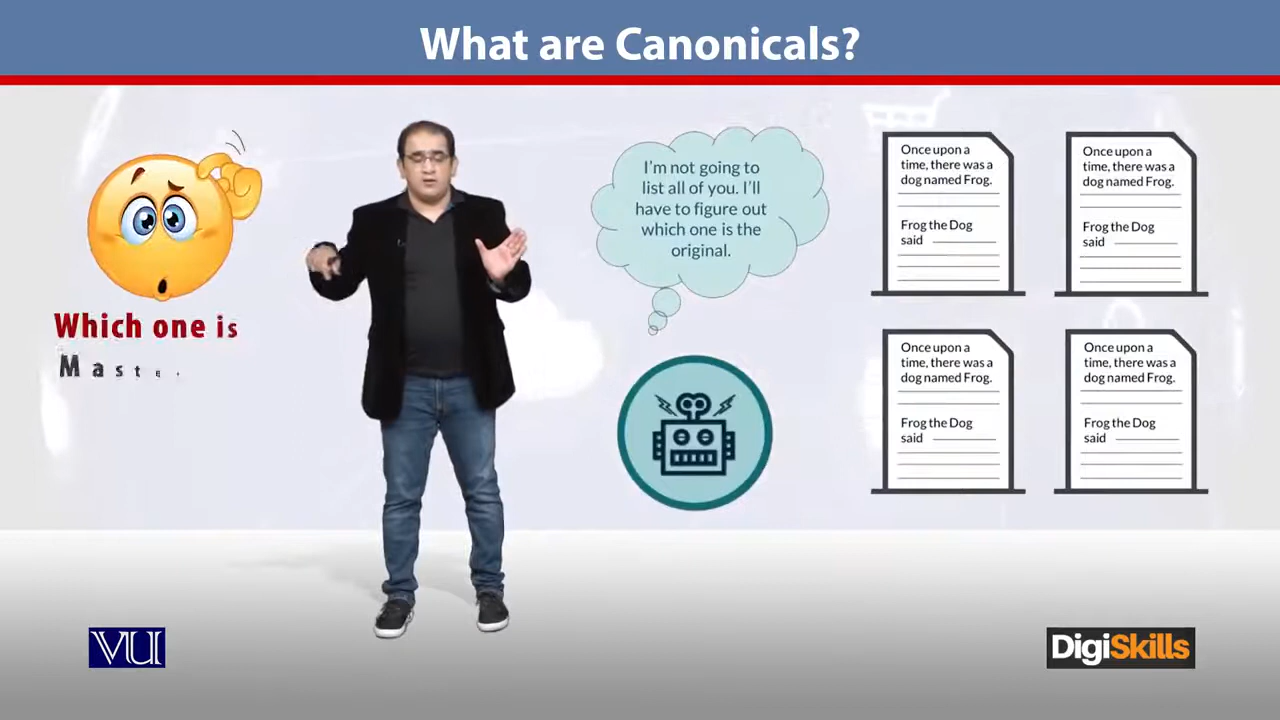 What are Canonicals?
Which one is
I'm not going to
list all of you. I'll
have to figure out
which one is the
original.
Once upon a
time, there was a
dog named Frog.
Frog the Dog
said
Once upon a
time, there was a
dog named Frog.
Frog the Dog
said
Once upon a
time, there was a
dog named Frog.
Frog the Dog
said
Once upon a
time, there was a
dog named Frog.
Frog the Dog
said
VU
DigiSkills